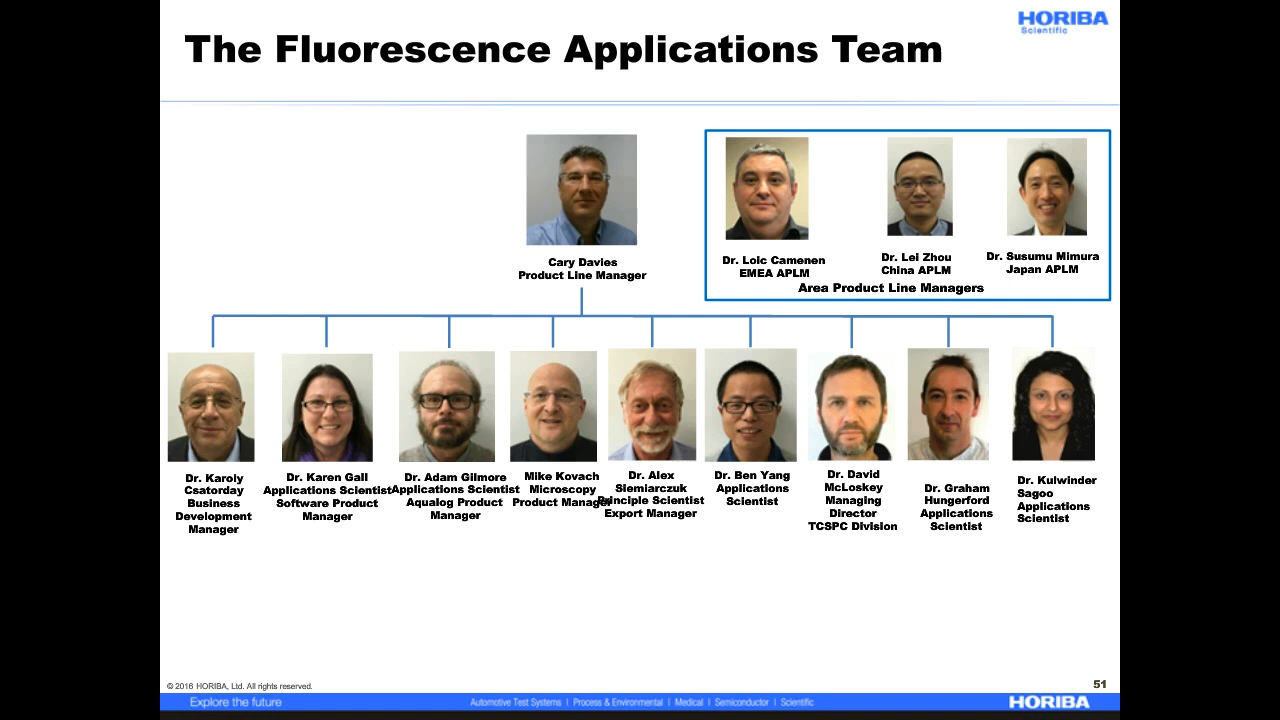 HORIBA
Scientific
The Fluorescence Applications Team
Cary Davies
Product Line Manager
Dr. Loic Camenen
EMEA APLM
Dr. Lei Zhou
China APLM
Dr. Susumu Mimura
Japan APLM
Area Product Line Managers
Dr. Karoly
Csatorday
Business
Development
Manager
Dr. Karen Gall
Applications Scientist
Software Product
Manager
Dr. Adam Gilmore
Applications Scientist
Aqualog Product
Manager
Mike Kovach
Microscopy
Product Manager
Dr. Alex
Siemiarczuk
Principle Scientist
Export Manager
Dr. Ben Yang
Applications
Scientist
Dr. David
McLoskey
Managing
Director
TCSPC Division
Dr. Graham
Hungerford
Applications
Scientist
Dr. Kulwinder
Sagoo
Applications
Scientist
© 2016 HORIBA, Ltd. All rights reserved.
51
Explore the future
Automotive Test Systems | Process & Environmental | Medical | Semiconductor | Scientific
HORIBA